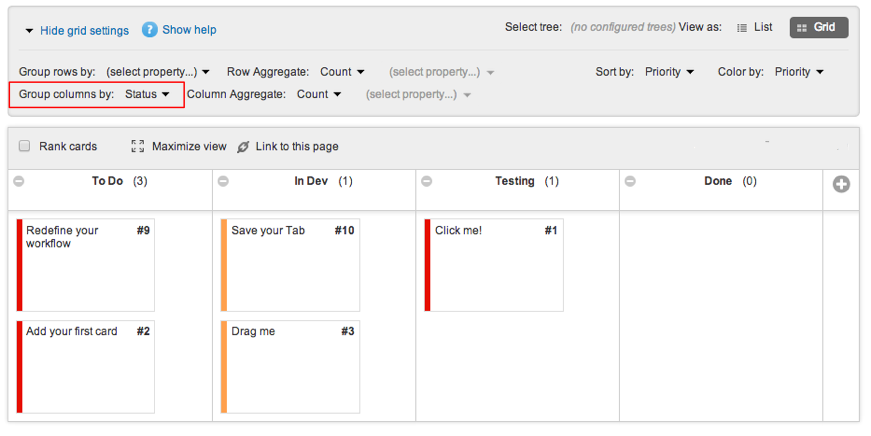 Hide grid settings ? Show help Select tree: (no configured trees) View as: List Grid
Group rows by: (select property...) Row Aggregate: Count (select property...) Sort by: Priority Color by: Priority
Group columns by: Status Column Aggregate: Count (select property...)
Rank cards Maximize view Link to this page
To Do (3) In Dev (1) Testing (1) Done (0)
Redefine your workflow #9
Save your Tab #10
Click me! #1
Add your first card #2
Drag me #3